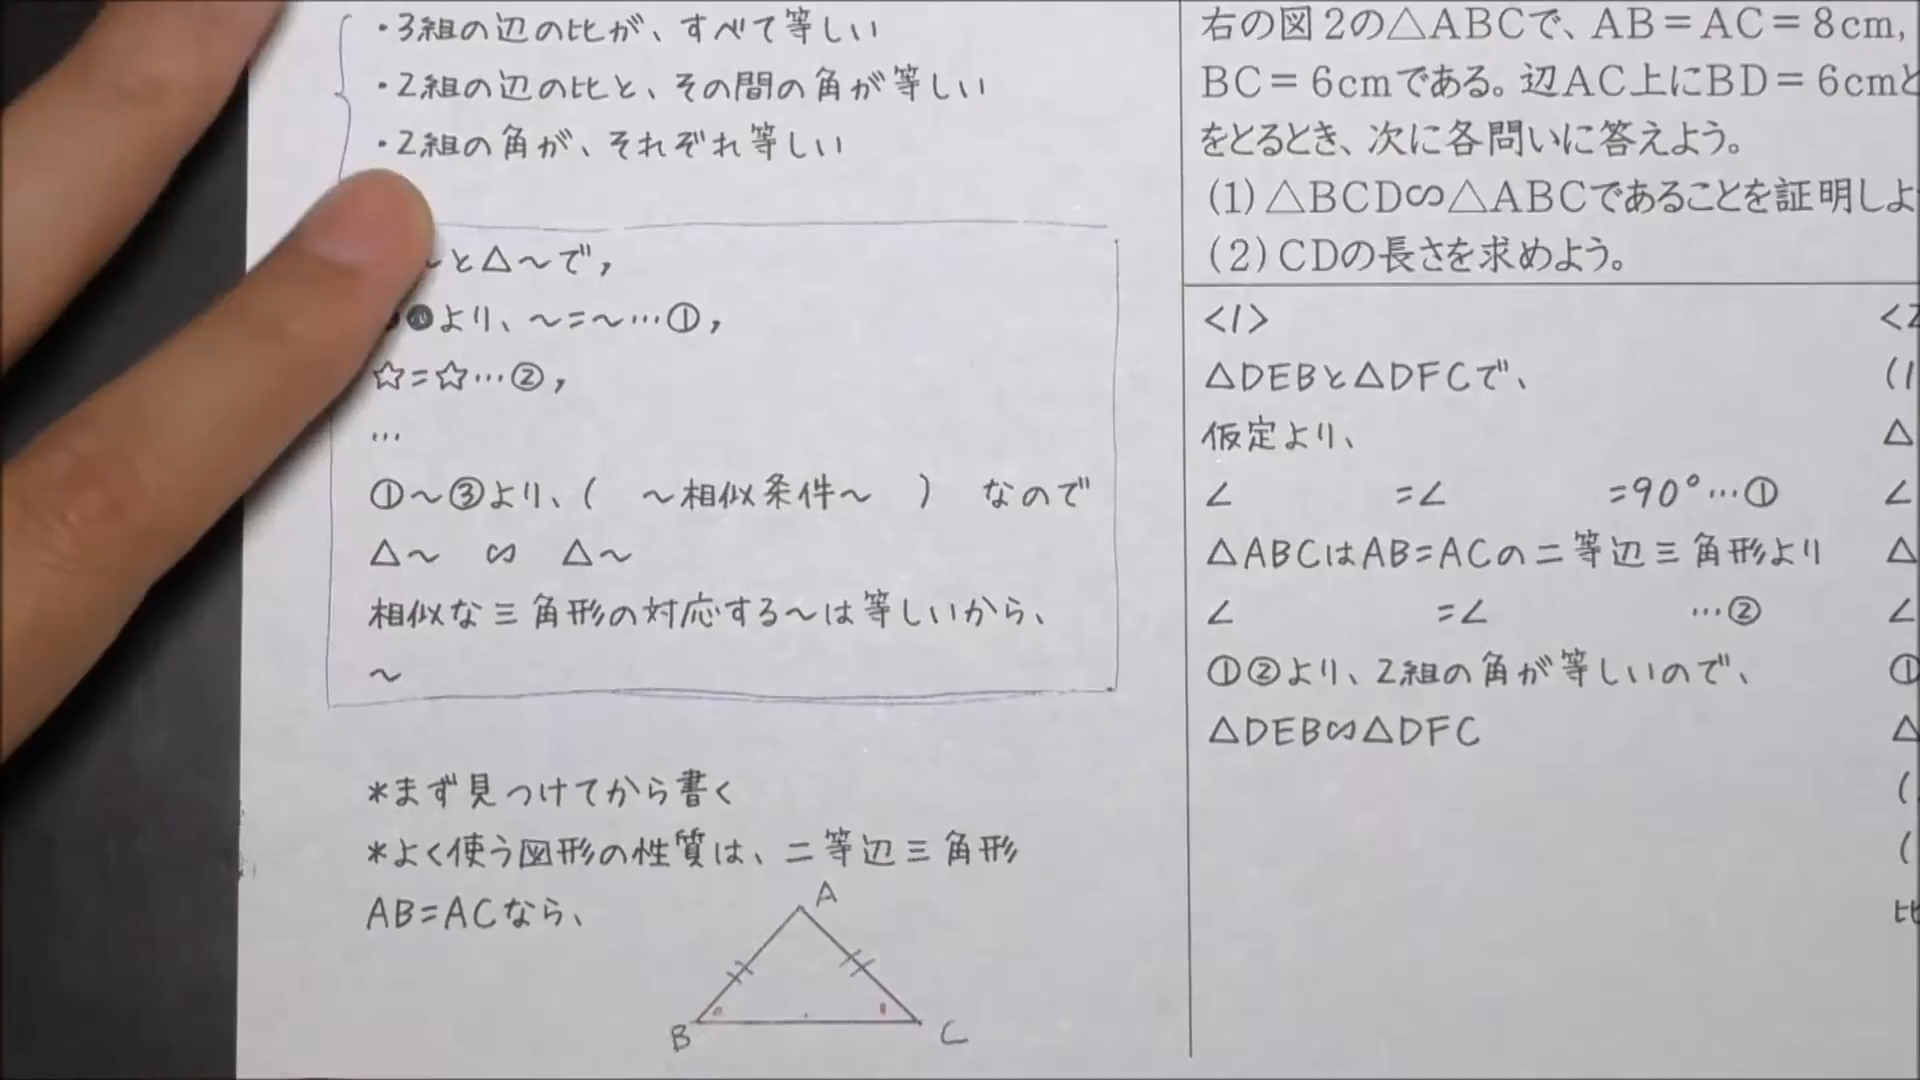 ・3組の辺の比が、すべて等しい
・2組の辺の比と、その間の角が等しい
・2組の角が、それぞれ等しい
〜と△〜で,
より、〜=〜…①,
☆=☆…②,
…
①〜③より、( 〜相似条件〜 ) なので
△〜 ∽ △〜
相似な三角形の対応する〜は等しいから、
〜
*まず見つけてから書く
*よく使う図形の性質は、二等辺三角形
AB=ACなら、
A
B
C
右の図2の△ABCで、AB=AC=8cm,
BC=6cmである。辺AC上にBD=6cmと
をとるとき、次に各問いに答えよう。
(1)△BCD∽△ABCであることを証明しよ
(2)CDの長さを求めよう。
<1>
△DEBと△DFCで、
仮定より、
∠ =∠ =90°…①
△ABCはAB=ACの二等辺三角形より
∠ =∠ …②
①②より、2組の角が等しいので、
△DEB∽△DFC
<2
(1
△
∠
△
∠
①
△
(
(
比